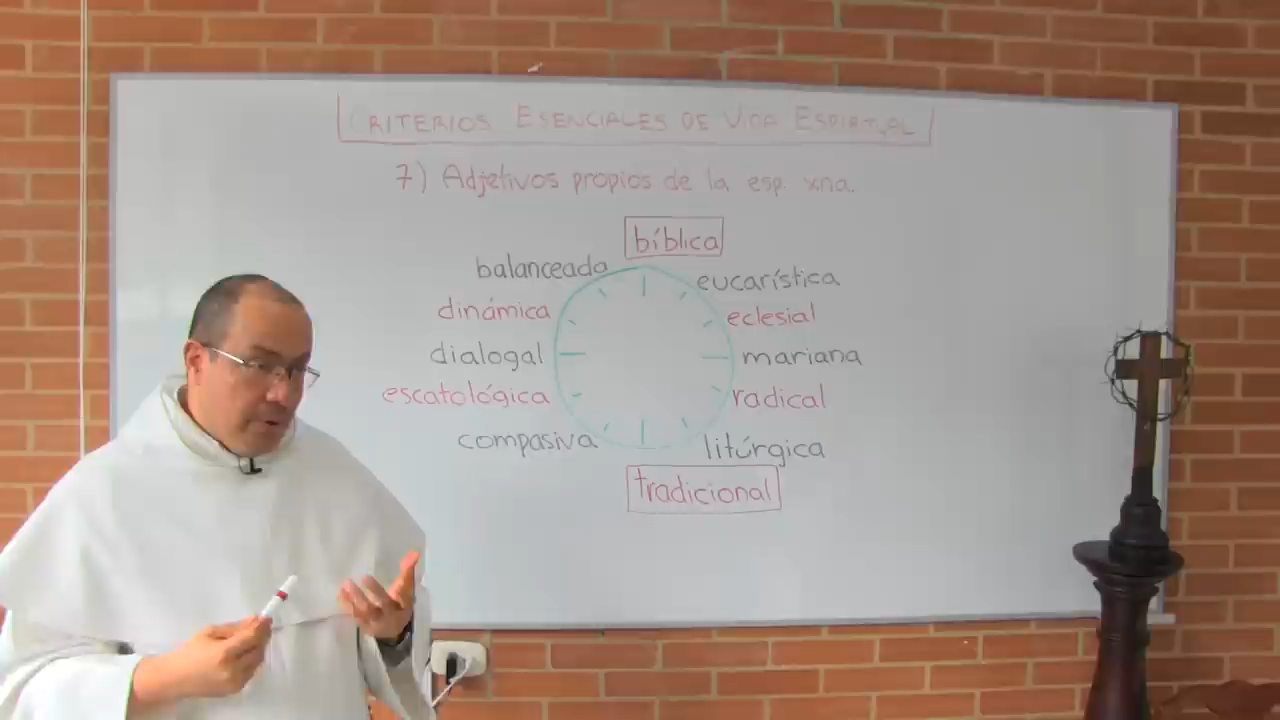 CRITERIOS ESENCIALES DE VIDA ESPIRITUAL
7) Adjetivos propios de la esp. xna.
bíblica
balanceada
eucarística
dinámica
eclesial
dialogal
mariana
escatológica
radical
compasiva
litúrgica
tradicional